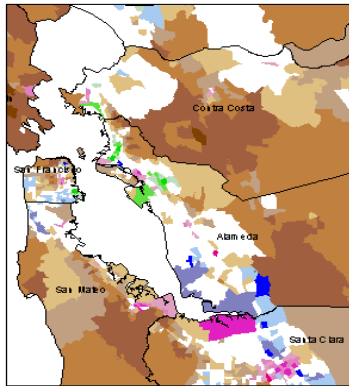 Contra Costa
San Francisco
Alameda
San Mateo
Santa Clara